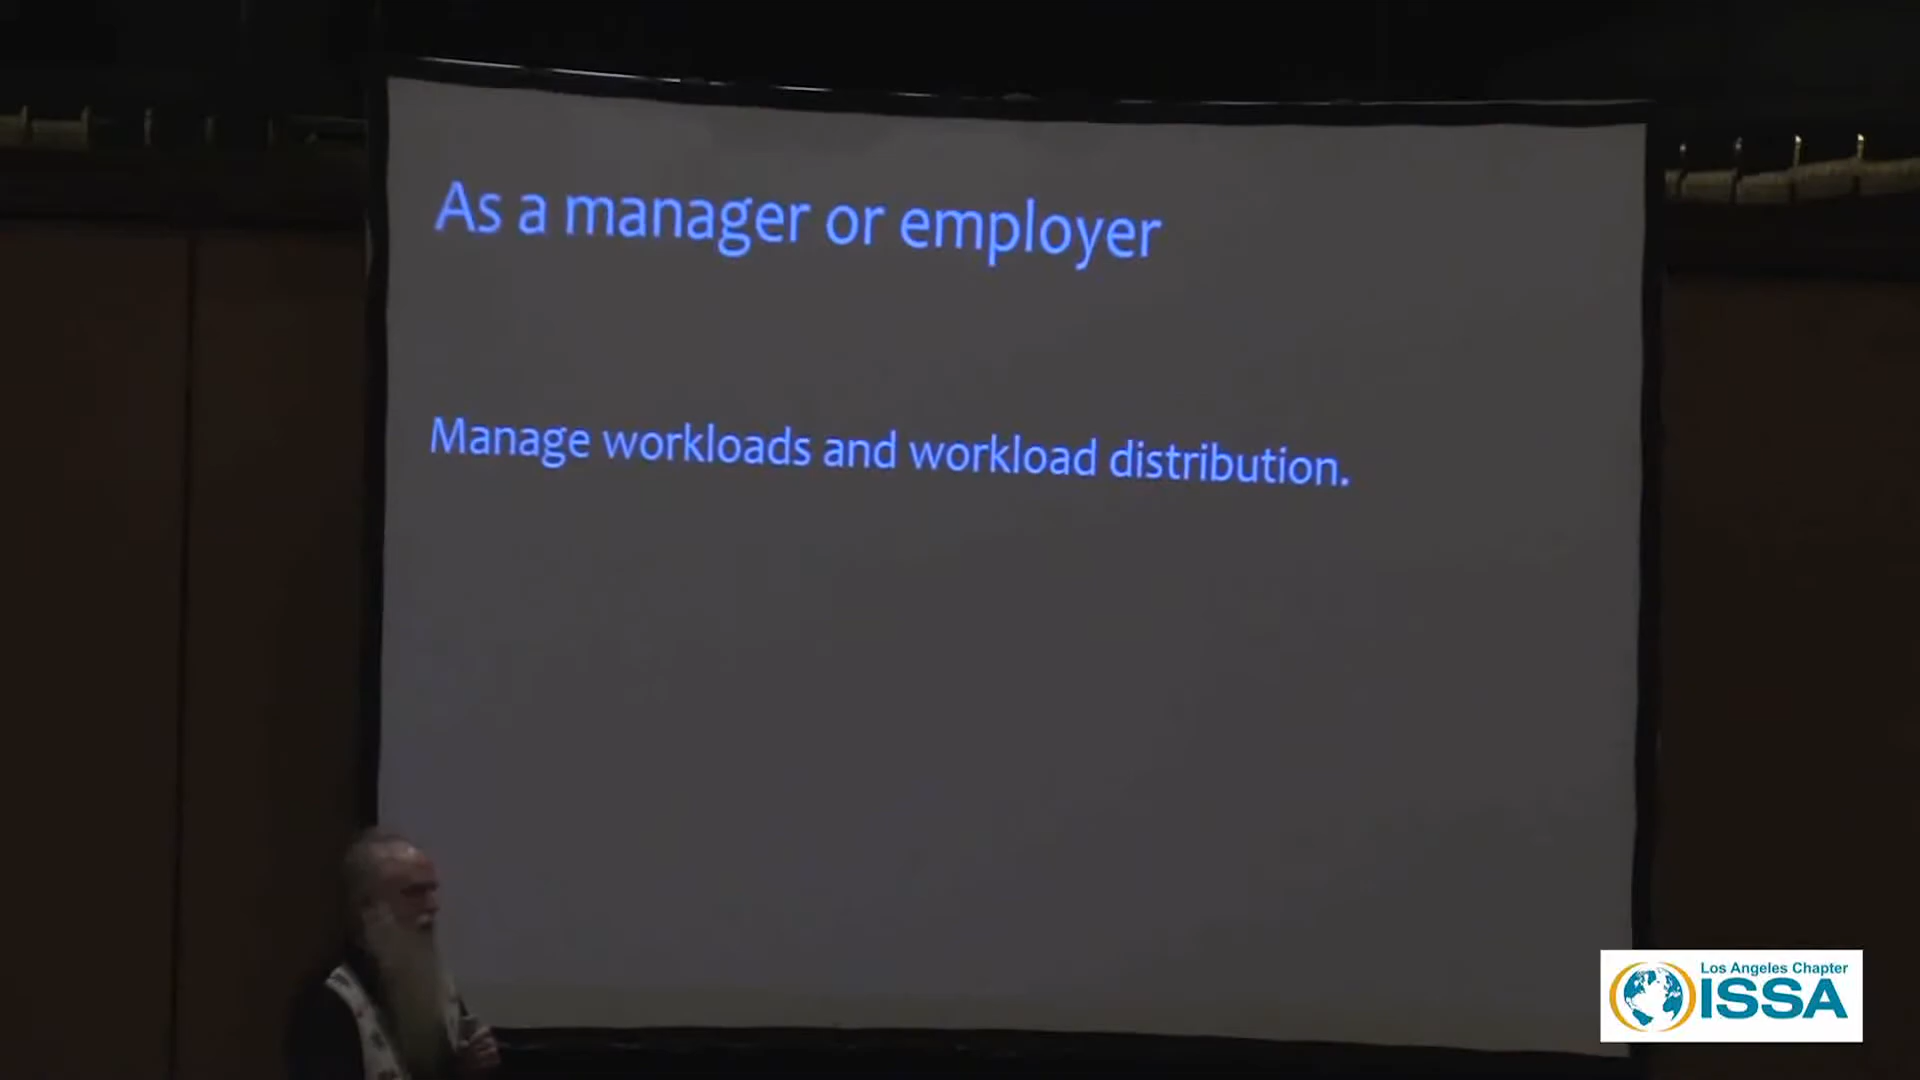 As a manager or employer
Manage workloads and workload distribution.
Los Angeles Chapter
ISSA